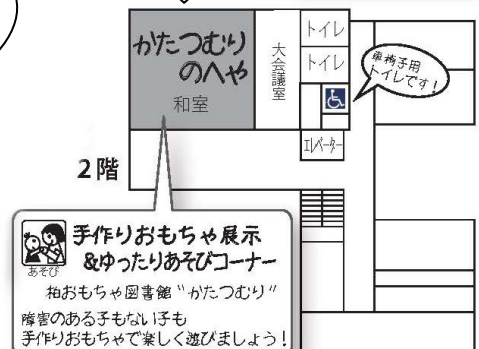 かたつむり
のへや
和室
大会議室
トイレ
トイレ
車椅子用
トイレです！
エレベーター
2階
あそび
手作りおもちゃ展示
&ゆったりあそびコーナー
柏おもちゃ図書館“かたつむり”
障害のある子もない子も
手作りおもちゃで楽しく遊びましょう！